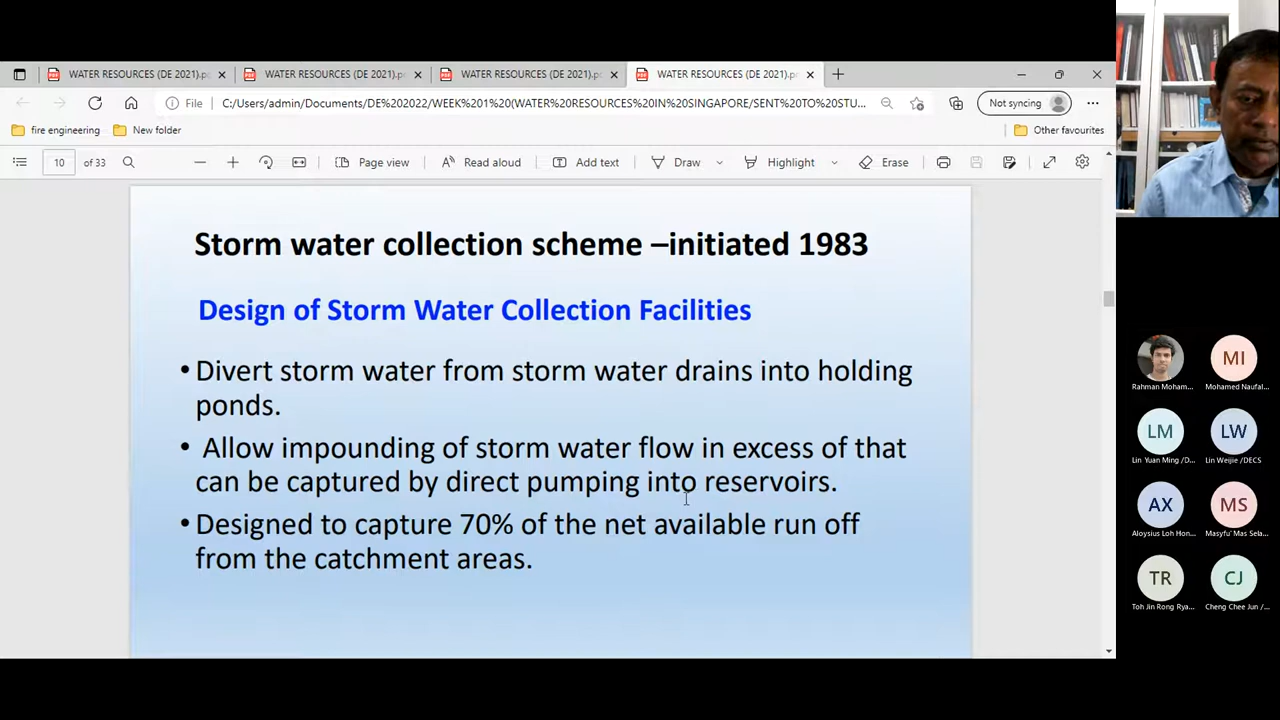 WATER RESOURCES (DE 2021).p
WATER RESOURCES (DE 2021).p
WATER RESOURCES (DE 2021).p
WATER RESOURCES (DE 2021).p
File
C:/Users/admin/Documents/DE%202022/WEEK%201%20(WATER%20RESOURCES%20IN%20SINGAPORE/SENT%20TO%20STU...
Not syncing
fire engineering
New folder
Other favourites
10 of 33
Page view
Read aloud
Add text
Draw
Highlight
Erase
Storm water collection scheme –initiated 1983
Design of Storm Water Collection Facilities
• Divert storm water from storm water drains into holding
ponds.
• Allow impounding of storm water flow in excess of that
can be captured by direct pumping into reservoirs.
• Designed to capture 70% of the net available run off
from the catchment areas.
Rahman Moham...
MI
Mohamed Naufal...
LM
Lin Yuan Ming /D...
LW
Lin Weijie /DECS
AX
Aloysius Loh Hon...
MS
Masyfu' Mas Sela...
TR
Toh Jin Rong Rya...
CJ
Cheng Chee Jun /...